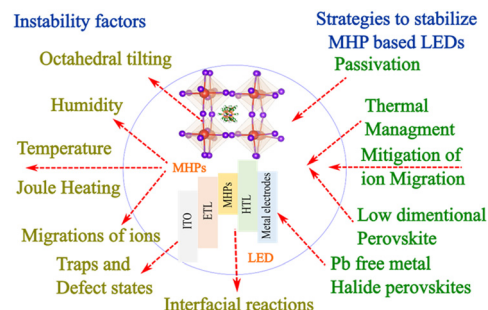 Instability factors
Octahedral tilting
Humidity
Temperature
Joule Heating
Migrations of ions
Traps and
Defect states
Interfacial reactions
MHPs
ITO
ETL
MHPs
HTL
Metal electrodes
LED
Strategies to stabilize
MHP based LEDs
Passivation
Thermal
Managment
Mitigation of
ion Migration
Low dimentional
Perovskite
Pb free metal
Halide perovskites